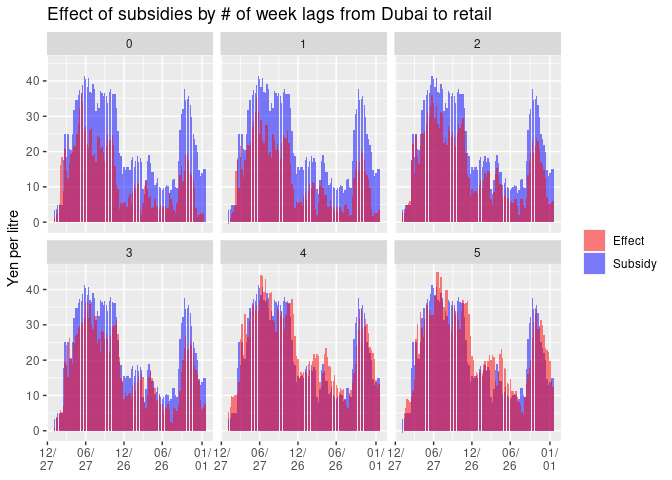 Effect of subsidies by # of week lags from Dubai to retail
0 1 2
40
30
20
10
0
Yen per litre
3 4 5
40
30
20
10
0
12/ 06/ 12/ 06/ 01/ 12/ 06/ 12/ 06/ 01/ 12/ 06/ 12/ 06/ 01/
27 27 26 26 01 27 27 26 26 01 27 27 26 26 01
Effect
Subsidy